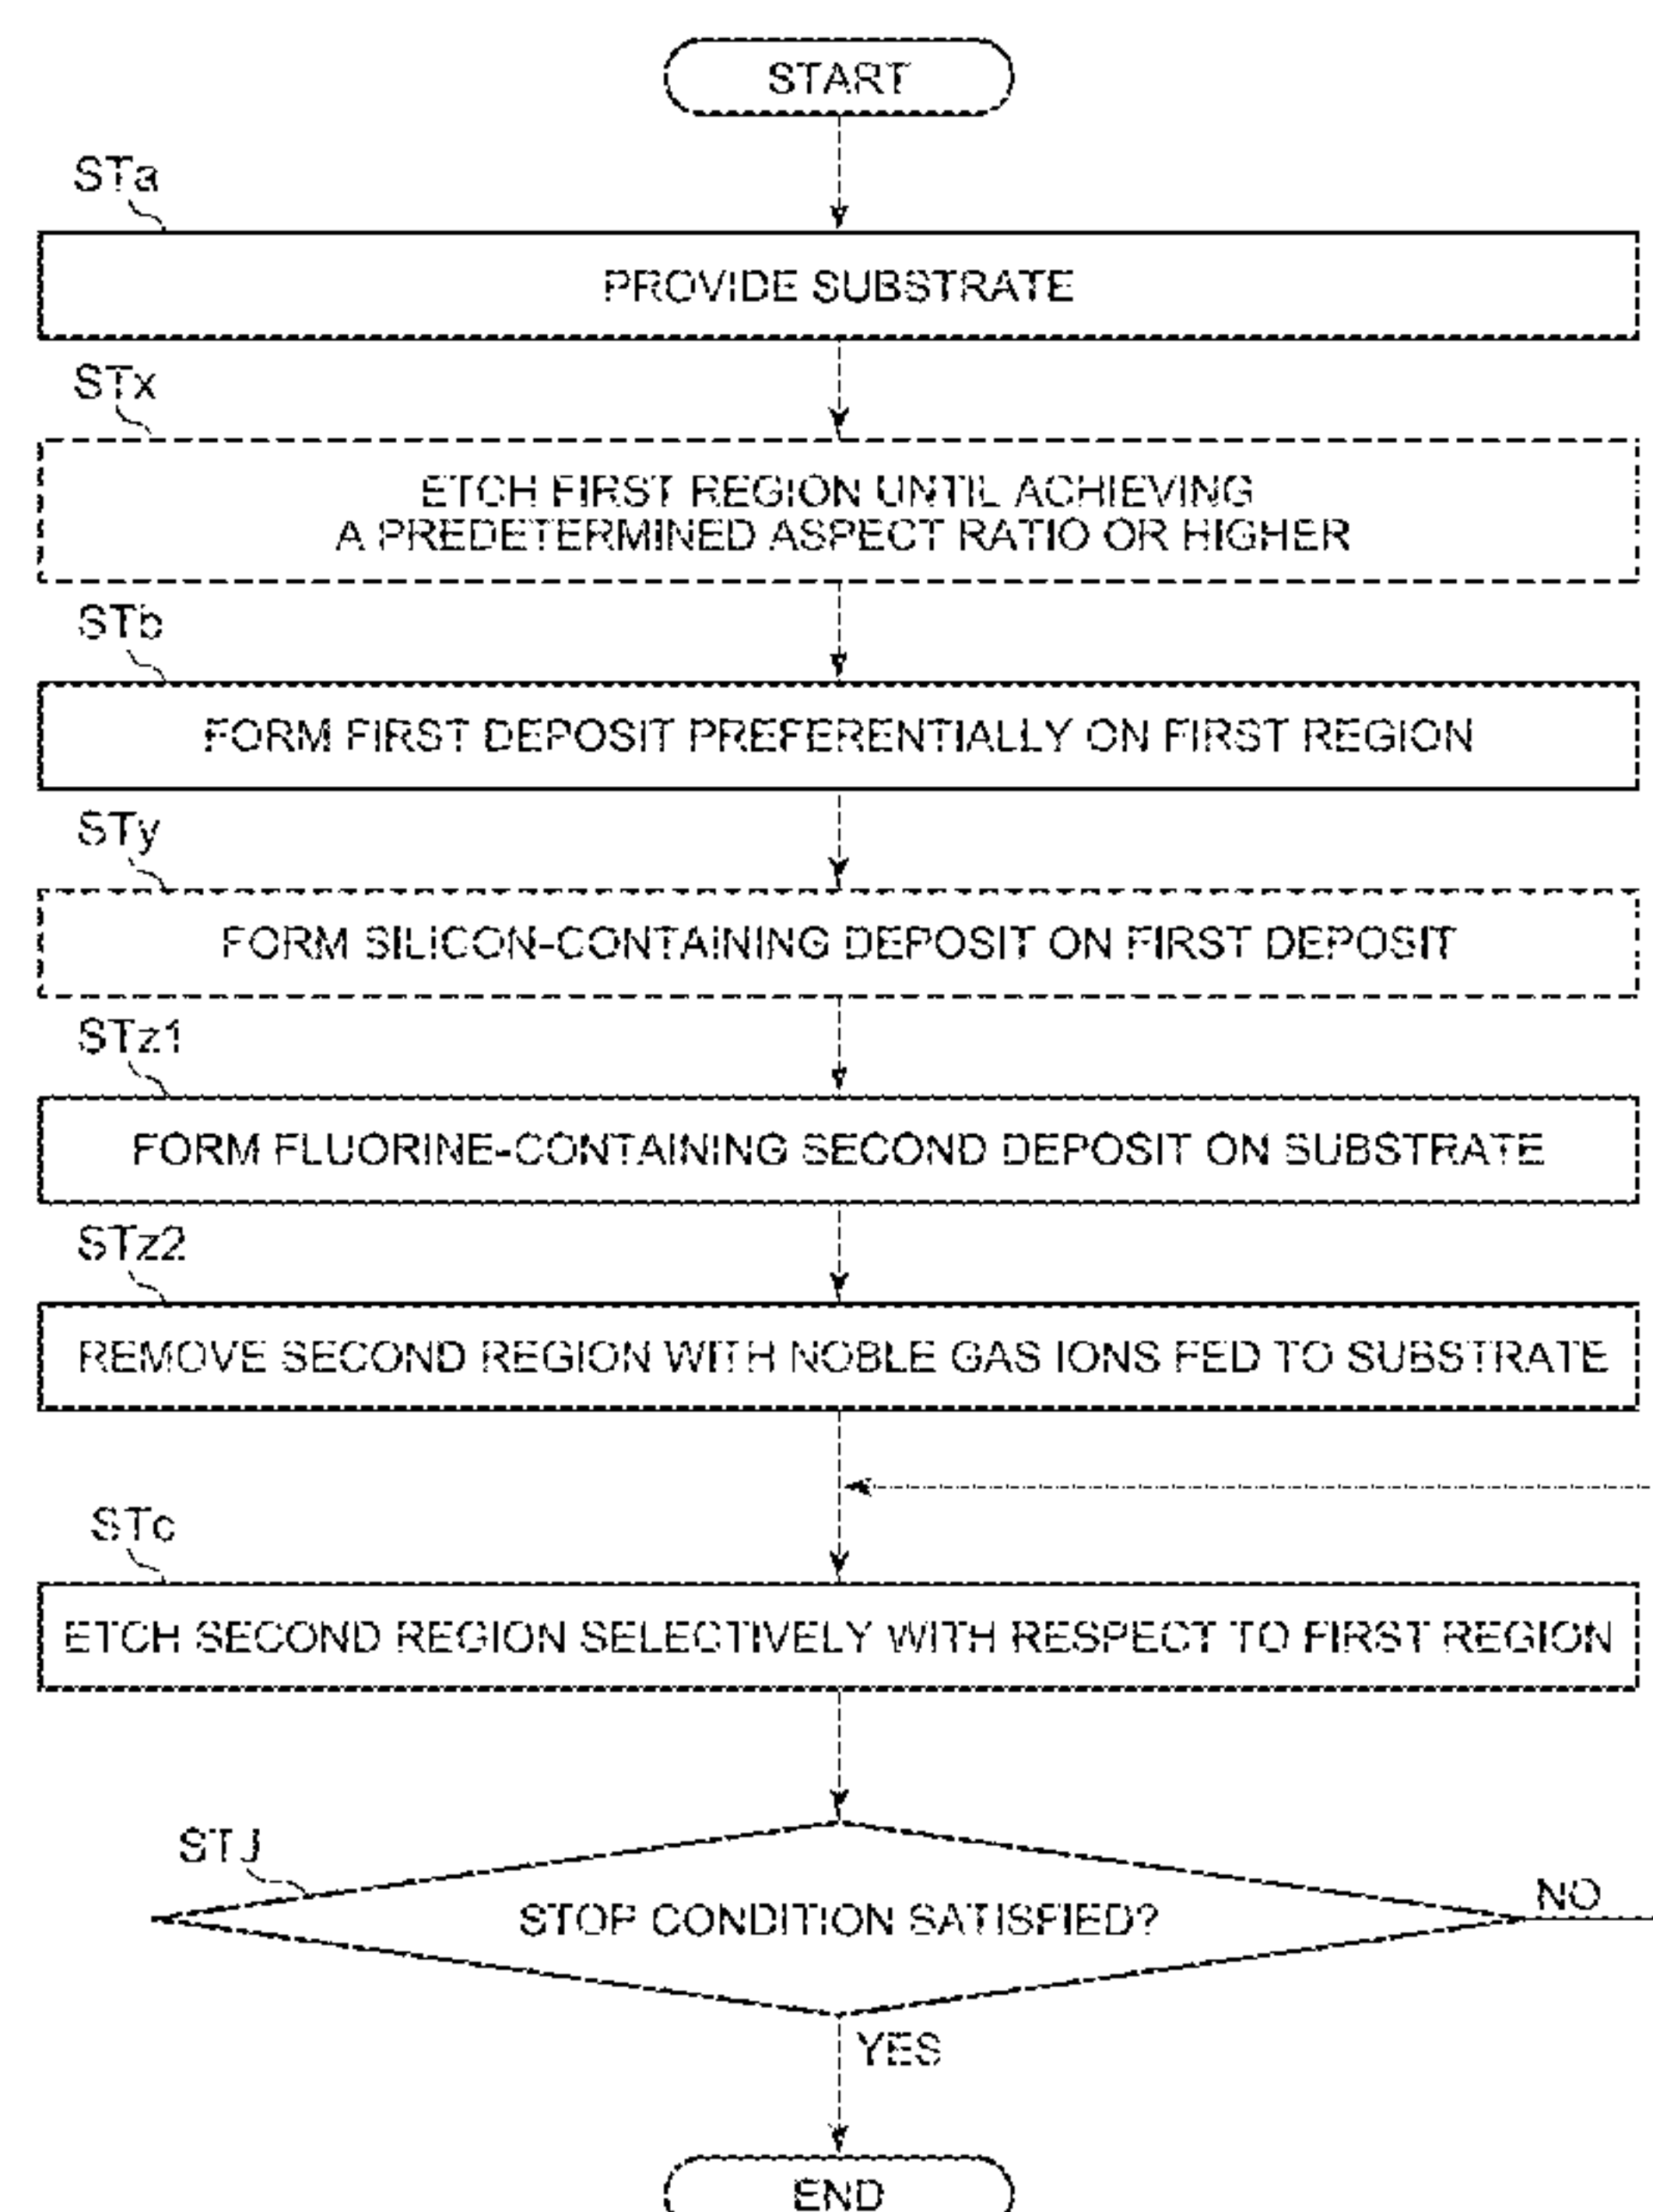 START
STa
PROVIDE SUBSTRATE
STx
ETCH FIRST REGION UNTIL ACHIEVING
A PREDETERMINED ASPECT RATIO OR HIGHER
STb
FORM FIRST DEPOSIT PREFERENTIALLY ON FIRST REGION
STy
FORM SILICON-CONTAINING DEPOSIT ON FIRST DEPOSIT
STz1
FORM FLUORINE-CONTAINING SECOND DEPOSIT ON SUBSTRATE
STz2
REMOVE SECOND REGION WITH NOBLE GAS IONS FED TO SUBSTRATE
STc
ETCH SECOND REGION SELECTIVELY WITH RESPECT TO FIRST REGION
STJ
STOP CONDITION SATISFIED?
NO
YES
END